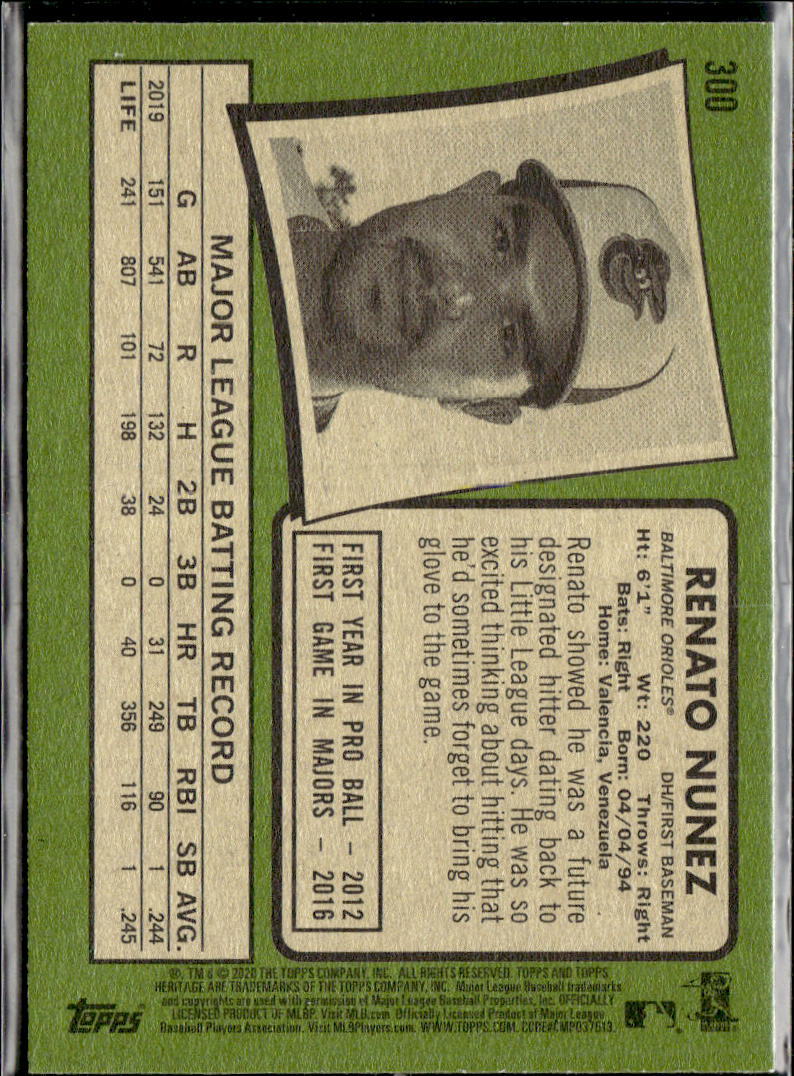 300
RENATO NUNEZ
BALTIMORE ORIOLES® DH/FIRST BASEMAN
Ht: 6'1" Wt: 220 Throws: Right
Bats: Right Born: 04/04/94
Home: Valencia, Venezuela
Renato showed he was a future
designated hitter dating back to
his Little League days. He was so
excited thinking about hitting that
he'd sometimes forget to bring his
glove to the game.
FIRST YEAR IN PRO BALL – 2012
FIRST GAME IN MAJORS – 2016
MAJOR LEAGUE BATTING RECORD
G AB R H 2B 3B HR TB RBI SB AVG.
2019 151 541 72 132 24 0 31 249 90 1 .244
LIFE 241 807 101 198 38 0 40 356 116 1 .245
®, TM & © 2020 THE TOPPS COMPANY, INC. ALL RIGHTS RESERVED. TOPPS AND TOPPS
HERITAGE ARE TRADEMARKS OF THE TOPPS COMPANY, INC. Major League Baseball trademarks
and copyrights are used with permission of Major League Baseball Properties, Inc. OFFICIALLY
LICENSED PRODUCT OF MLBP. Visit MLB.com Officially Licensed Product of Major League
Baseball Players Association. Visit MLBPlayers.com. WWW.TOPPS.COM. CODE#CMP037613.
Topps